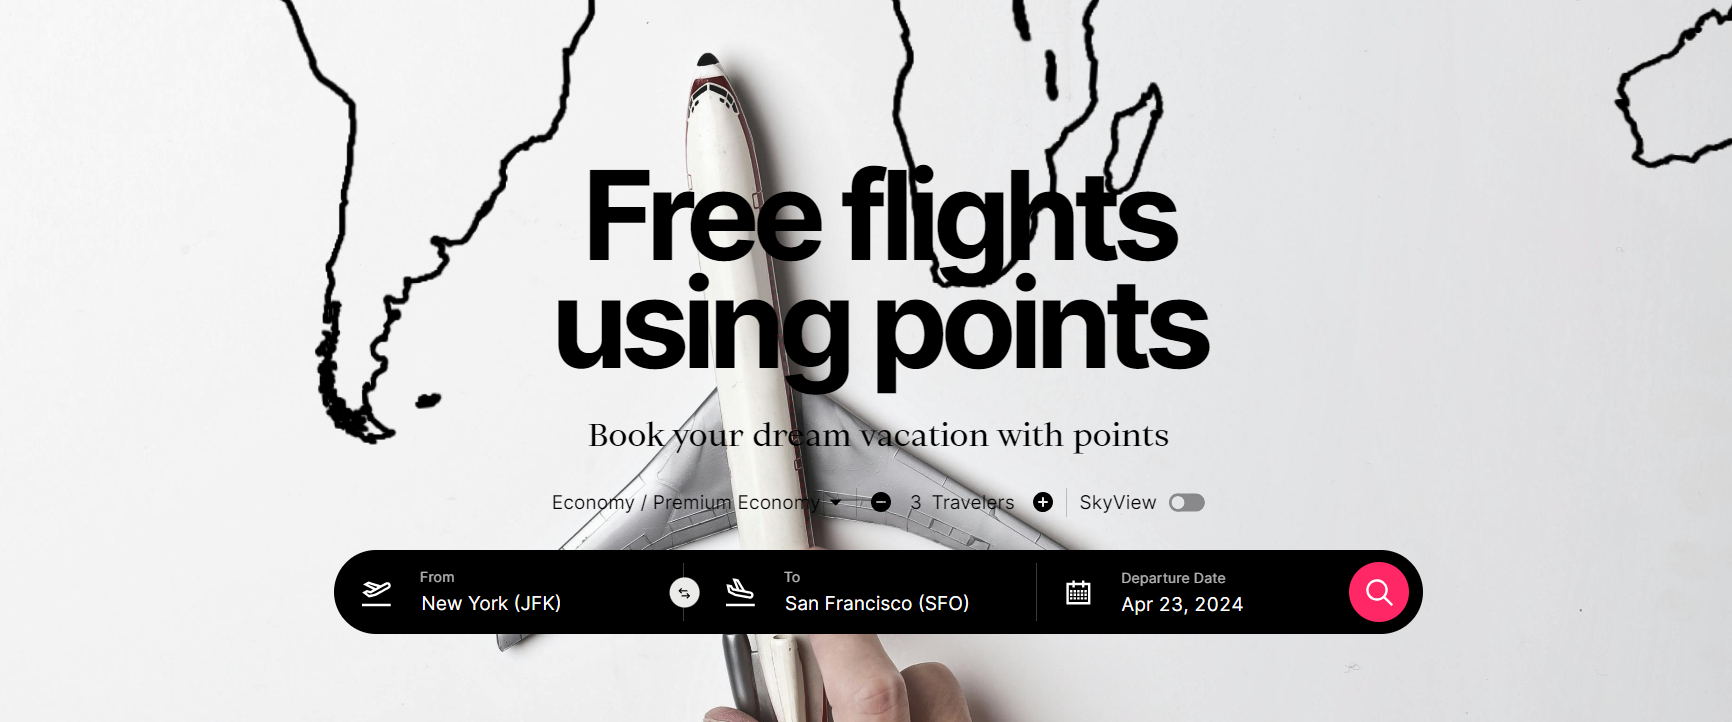 Free flights
using points
Book your dream vacation with points
Economy / Premium Economy 3 Travelers SkyView
From To Departure Date
New York (JFK) San Francisco (SFO) Apr 23, 2024